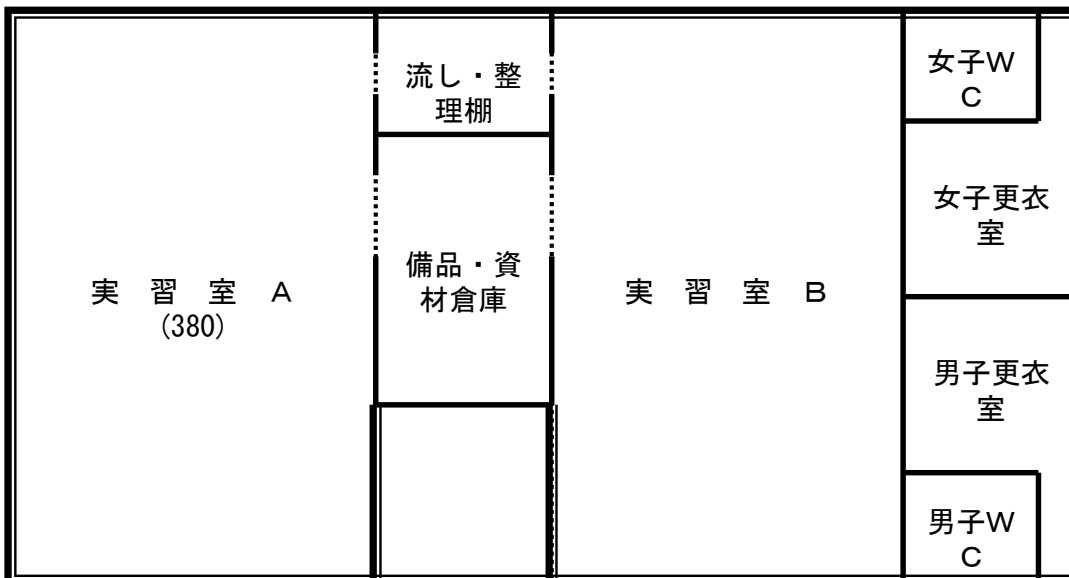 流し・整
理棚
女子W
C
女子更衣
室
備品・資
材倉庫
実　習　室　A
(380)
実　習　室　B
男子更衣
室
男子W
C